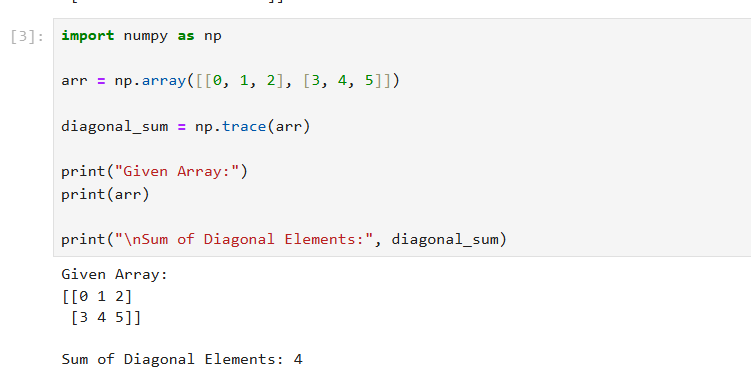 ]]
[3]:
import numpy as np
arr = np.array([[0, 1, 2], [3, 4, 5]])
diagonal_sum = np.trace(arr)
print("Given Array:")
print(arr)
print("\nSum of Diagonal Elements:", diagonal_sum)
Given Array:
[[0 1 2]
 [3 4 5]]
Sum of Diagonal Elements: 4